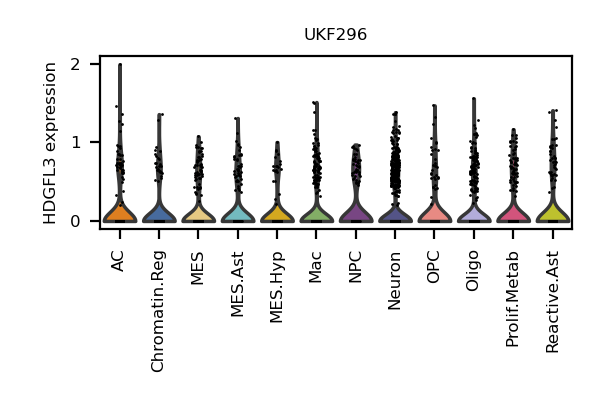 UKF296
HDGFL3 expression
2
1
0
AC
Chromatin.Reg
MES
MES.Ast
MES.Hyp
Mac
NPC
Neuron
OPC
Oligo
Prolif.Metab
Reactive.Ast